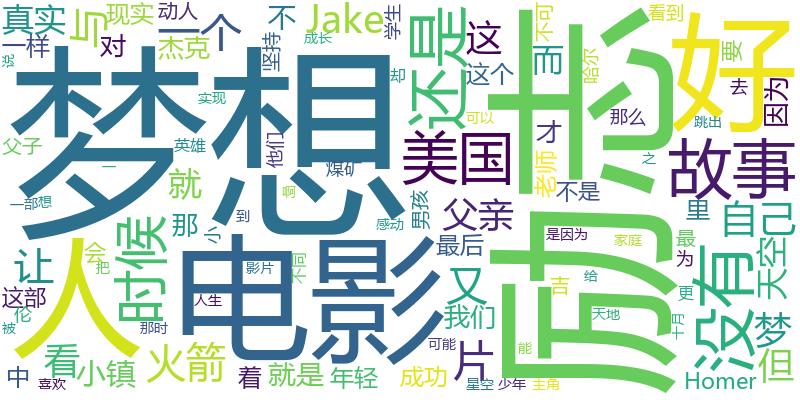 梦想
励志
电影
人
好
故事
美国
没有
还是
时候
Jake
一个
与
真实
现实
动人
不
学生
一样
对
杰克
坚持
成长
说
却
这
这个
而
不可
看到
要
哈尔
去
因为
可以
才
那么
跳出
老师
之
不是
里
自己
实现
父子
英雄
他们
煤矿
一
就
父亲
男孩
一部
想
小
到
啊
感动
那
让
会
把
最后
又
是因为
家庭
最
为
天空
吉
给
更
我们
影片
不同
人生
这部
伦
被
那时
天地
十月
梦
能
可能
看
小镇
火箭
着
就是
年轻
成功
片
但
中
喜欢
星空
少年
主角
Homer